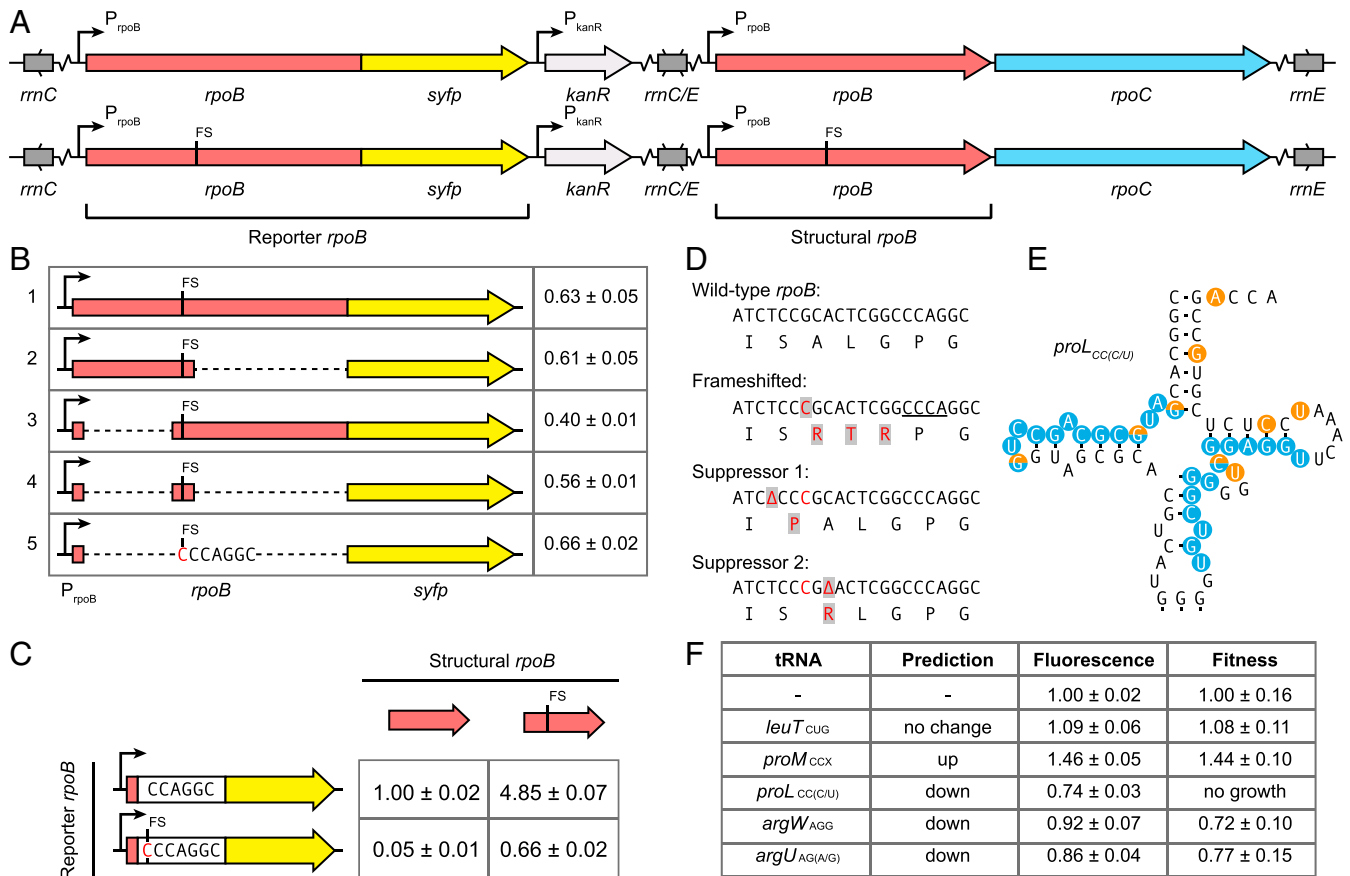 A
P_rpoB P_kanR P_rpoB
rrnC rpoB syfp kanR rrnC/E rpoB rpoC rrnE
P_rpoB P_kanR P_rpoB
FS FS
rrnC rpoB syfp kanR rrnC/E rpoB rpoC rrnE
Reporter rpoB Structural rpoB
B
1 FS 0.63 ± 0.05
2 FS 0.61 ± 0.05
3 FS 0.40 ± 0.01
4 FS 0.56 ± 0.01
5 FS CCCAGGC 0.66 ± 0.02
P_rpoB rpoB syfp
C
Structural rpoB
FS
Reporter rpoB
CCAGGC 1.00 ± 0.02 4.85 ± 0.07
FS
CCCAGGC 0.05 ± 0.01 0.66 ± 0.02
D
Wild-type rpoB:
ATCTCCGCACTCGGCCCAGGC
I S A L G P G
Frameshifted:
ATCTCCCGCACTCGGCCCAGGC
I S R T R P G
Suppressor 1:
ATCΔCCCGCACTCGGCCCAGGC
I P A L G P G
Suppressor 2:
ATCTCCCGΔACTCGGCCCAGGC
I S R L G P G
E
proL_CC(C/U)
F
tRNA Prediction Fluorescence Fitness
- - 1.00 ± 0.02 1.00 ± 0.16
leuT CUG no change 1.09 ± 0.06 1.08 ± 0.11
proM CCX up 1.46 ± 0.05 1.44 ± 0.10
proL CC(C/U) down 0.74 ± 0.03 no growth
argW AGG down 0.92 ± 0.07 0.72 ± 0.10
argU AG(A/G) down 0.86 ± 0.04 0.77 ± 0.15